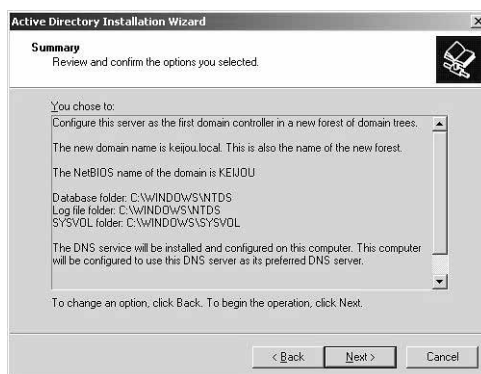 Active Directory Installation Wizard
Summary
Review and confirm the options you selected.
You chose to:
Configure this server as the first domain controller in a new forest of domain trees.
The new domain name is keijou.local. This is also the name of the new forest.
The NetBIOS name of the domain is KEIJOU
Database folder: C:\WINDOWS\NTDS
Log file folder: C:\WINDOWS\NTDS
SYSVOL folder: C:\WINDOWS\SYSVOL
The DNS service will be installed and configured on this computer. This computer
will be configured to use this DNS server as its preferred DNS server.
To change an option, click Back. To begin the operation, click Next.
< Back Next > Cancel